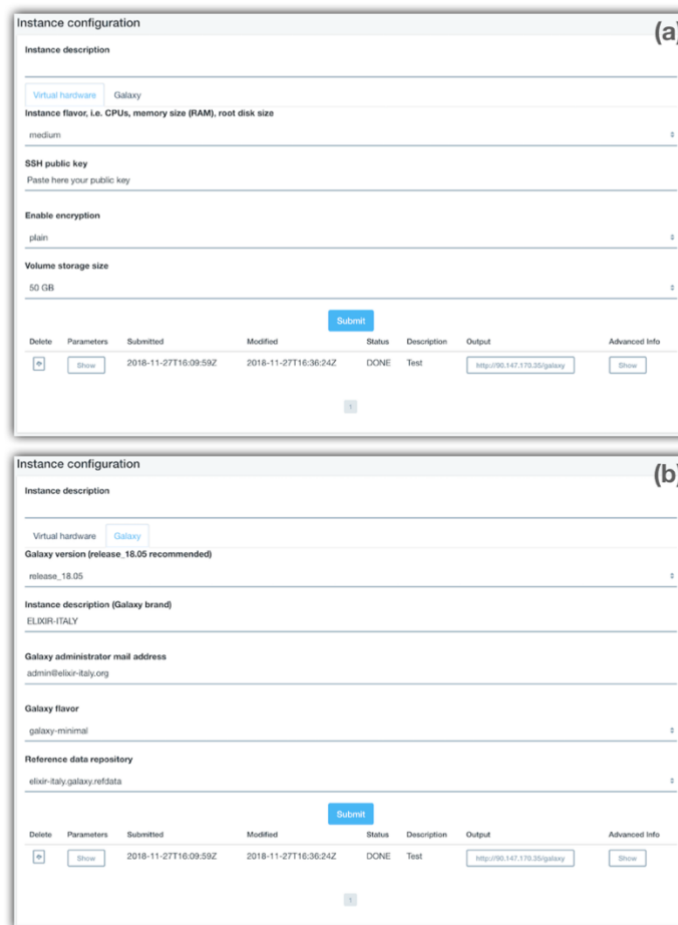 Instance configuration
(a)
Instance description
Virtual hardware Galaxy
Instance flavor, i.e. CPUs, memory size (RAM), root disk size
medium
SSH public key
Paste here your public key
Enable encryption
plain
Volume storage size
50 GB
Submit
Delete Parameters Submitted Modified Status Description Output Advanced Info
Show 2018-11-27T16:09:59Z 2018-11-27T16:36:24Z DONE Test http://90.147.170.35/galaxy Show
1
Instance configuration
(b)
Instance description
Virtual hardware Galaxy
Galaxy version (release_18.05 recommended)
release_18.05
Instance description (Galaxy brand)
ELIXIR-ITALY
Galaxy administrator mail address
admin@elixir-italy.org
Galaxy flavor
galaxy-minimal
Reference data repository
elixir-italy.galaxy.refdata
Submit
Delete Parameters Submitted Modified Status Description Output Advanced Info
Show 2018-11-27T16:09:59Z 2018-11-27T16:36:24Z DONE Test http://90.147.170.35/galaxy Show
1